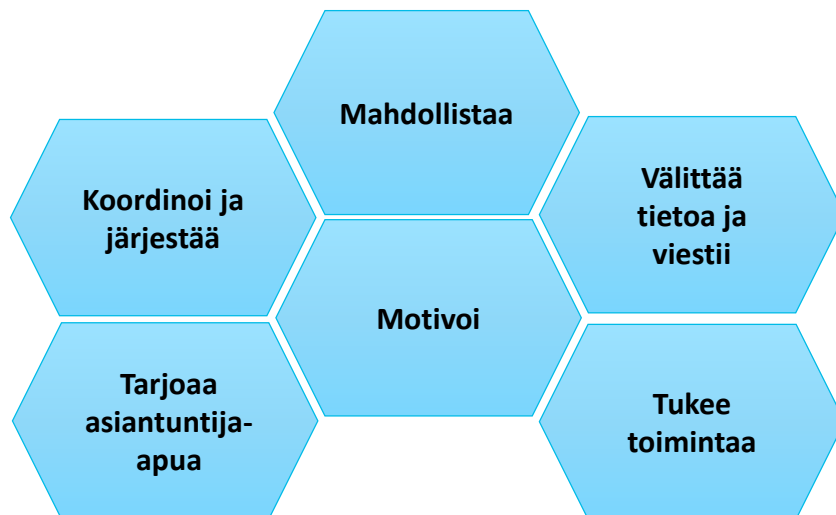 Mahdollistaa
Koordinoi ja
järjestää
Välittää
tietoa ja
viestii
Motivoi
Tarjoaa
asiantuntija-
apua
Tukee
toimintaa